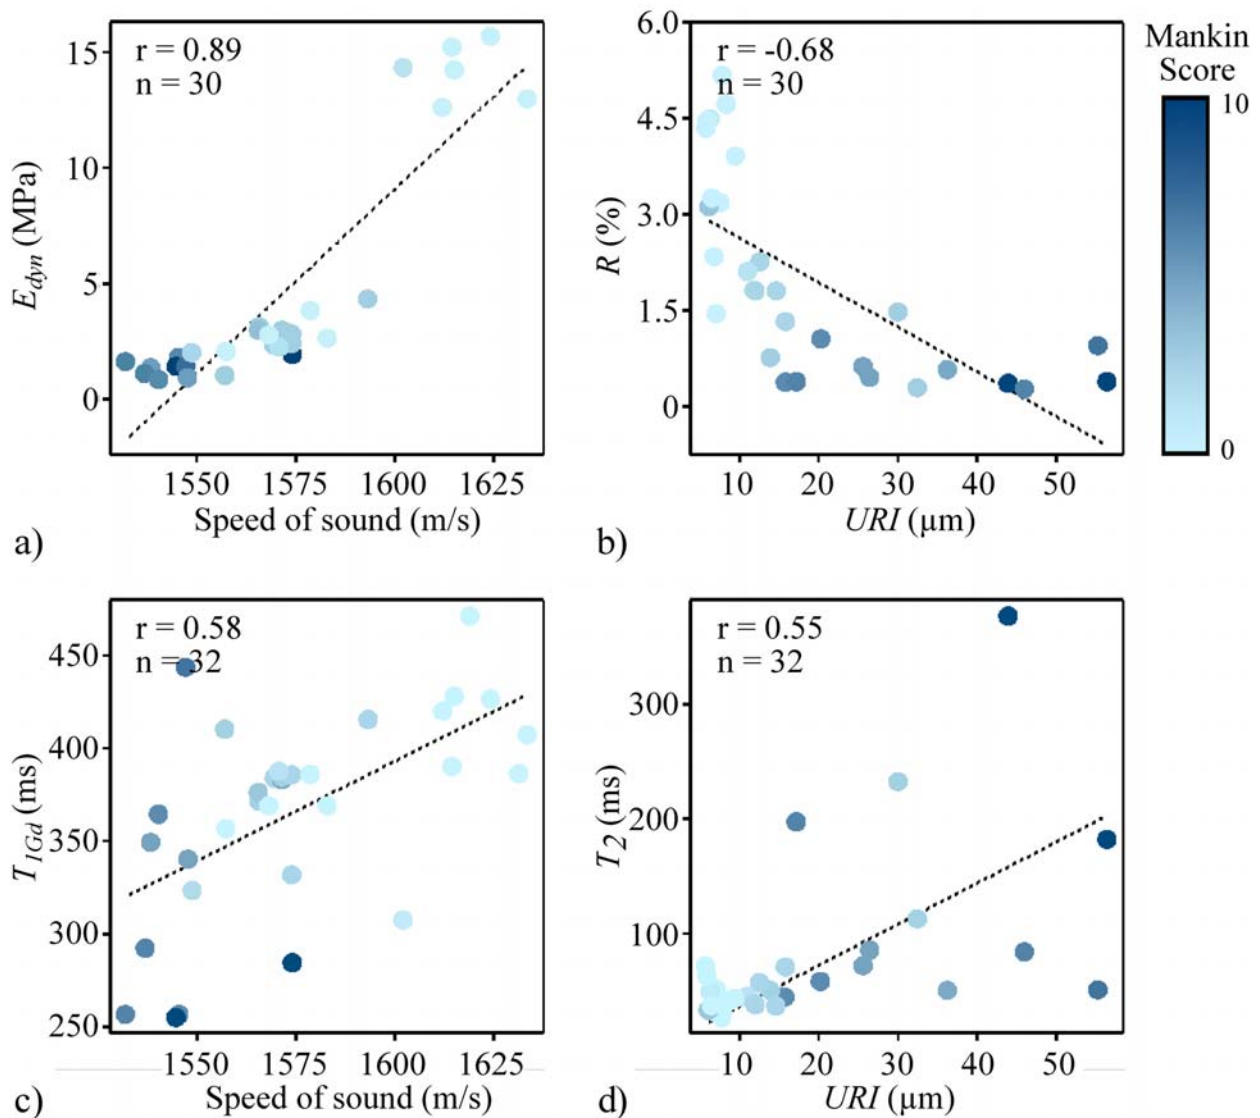 r = 0.89
n = 30
15
10
5
0
E_dyn (MPa)
1550 1575 1600 1625
Speed of sound (m/s)
a)
r = -0.68
n = 30
6.0
4.5
3.0
1.5
0
R (%)
10 20 30 40 50
URI (µm)
b)
Mankin
Score
10
0
r = 0.58
n = 32
450
400
350
300
250
T_1Gd (ms)
1550 1575 1600 1625
Speed of sound (m/s)
c)
r = 0.55
n = 32
300
200
100
T_2 (ms)
10 20 30 40 50
URI (µm)
d)